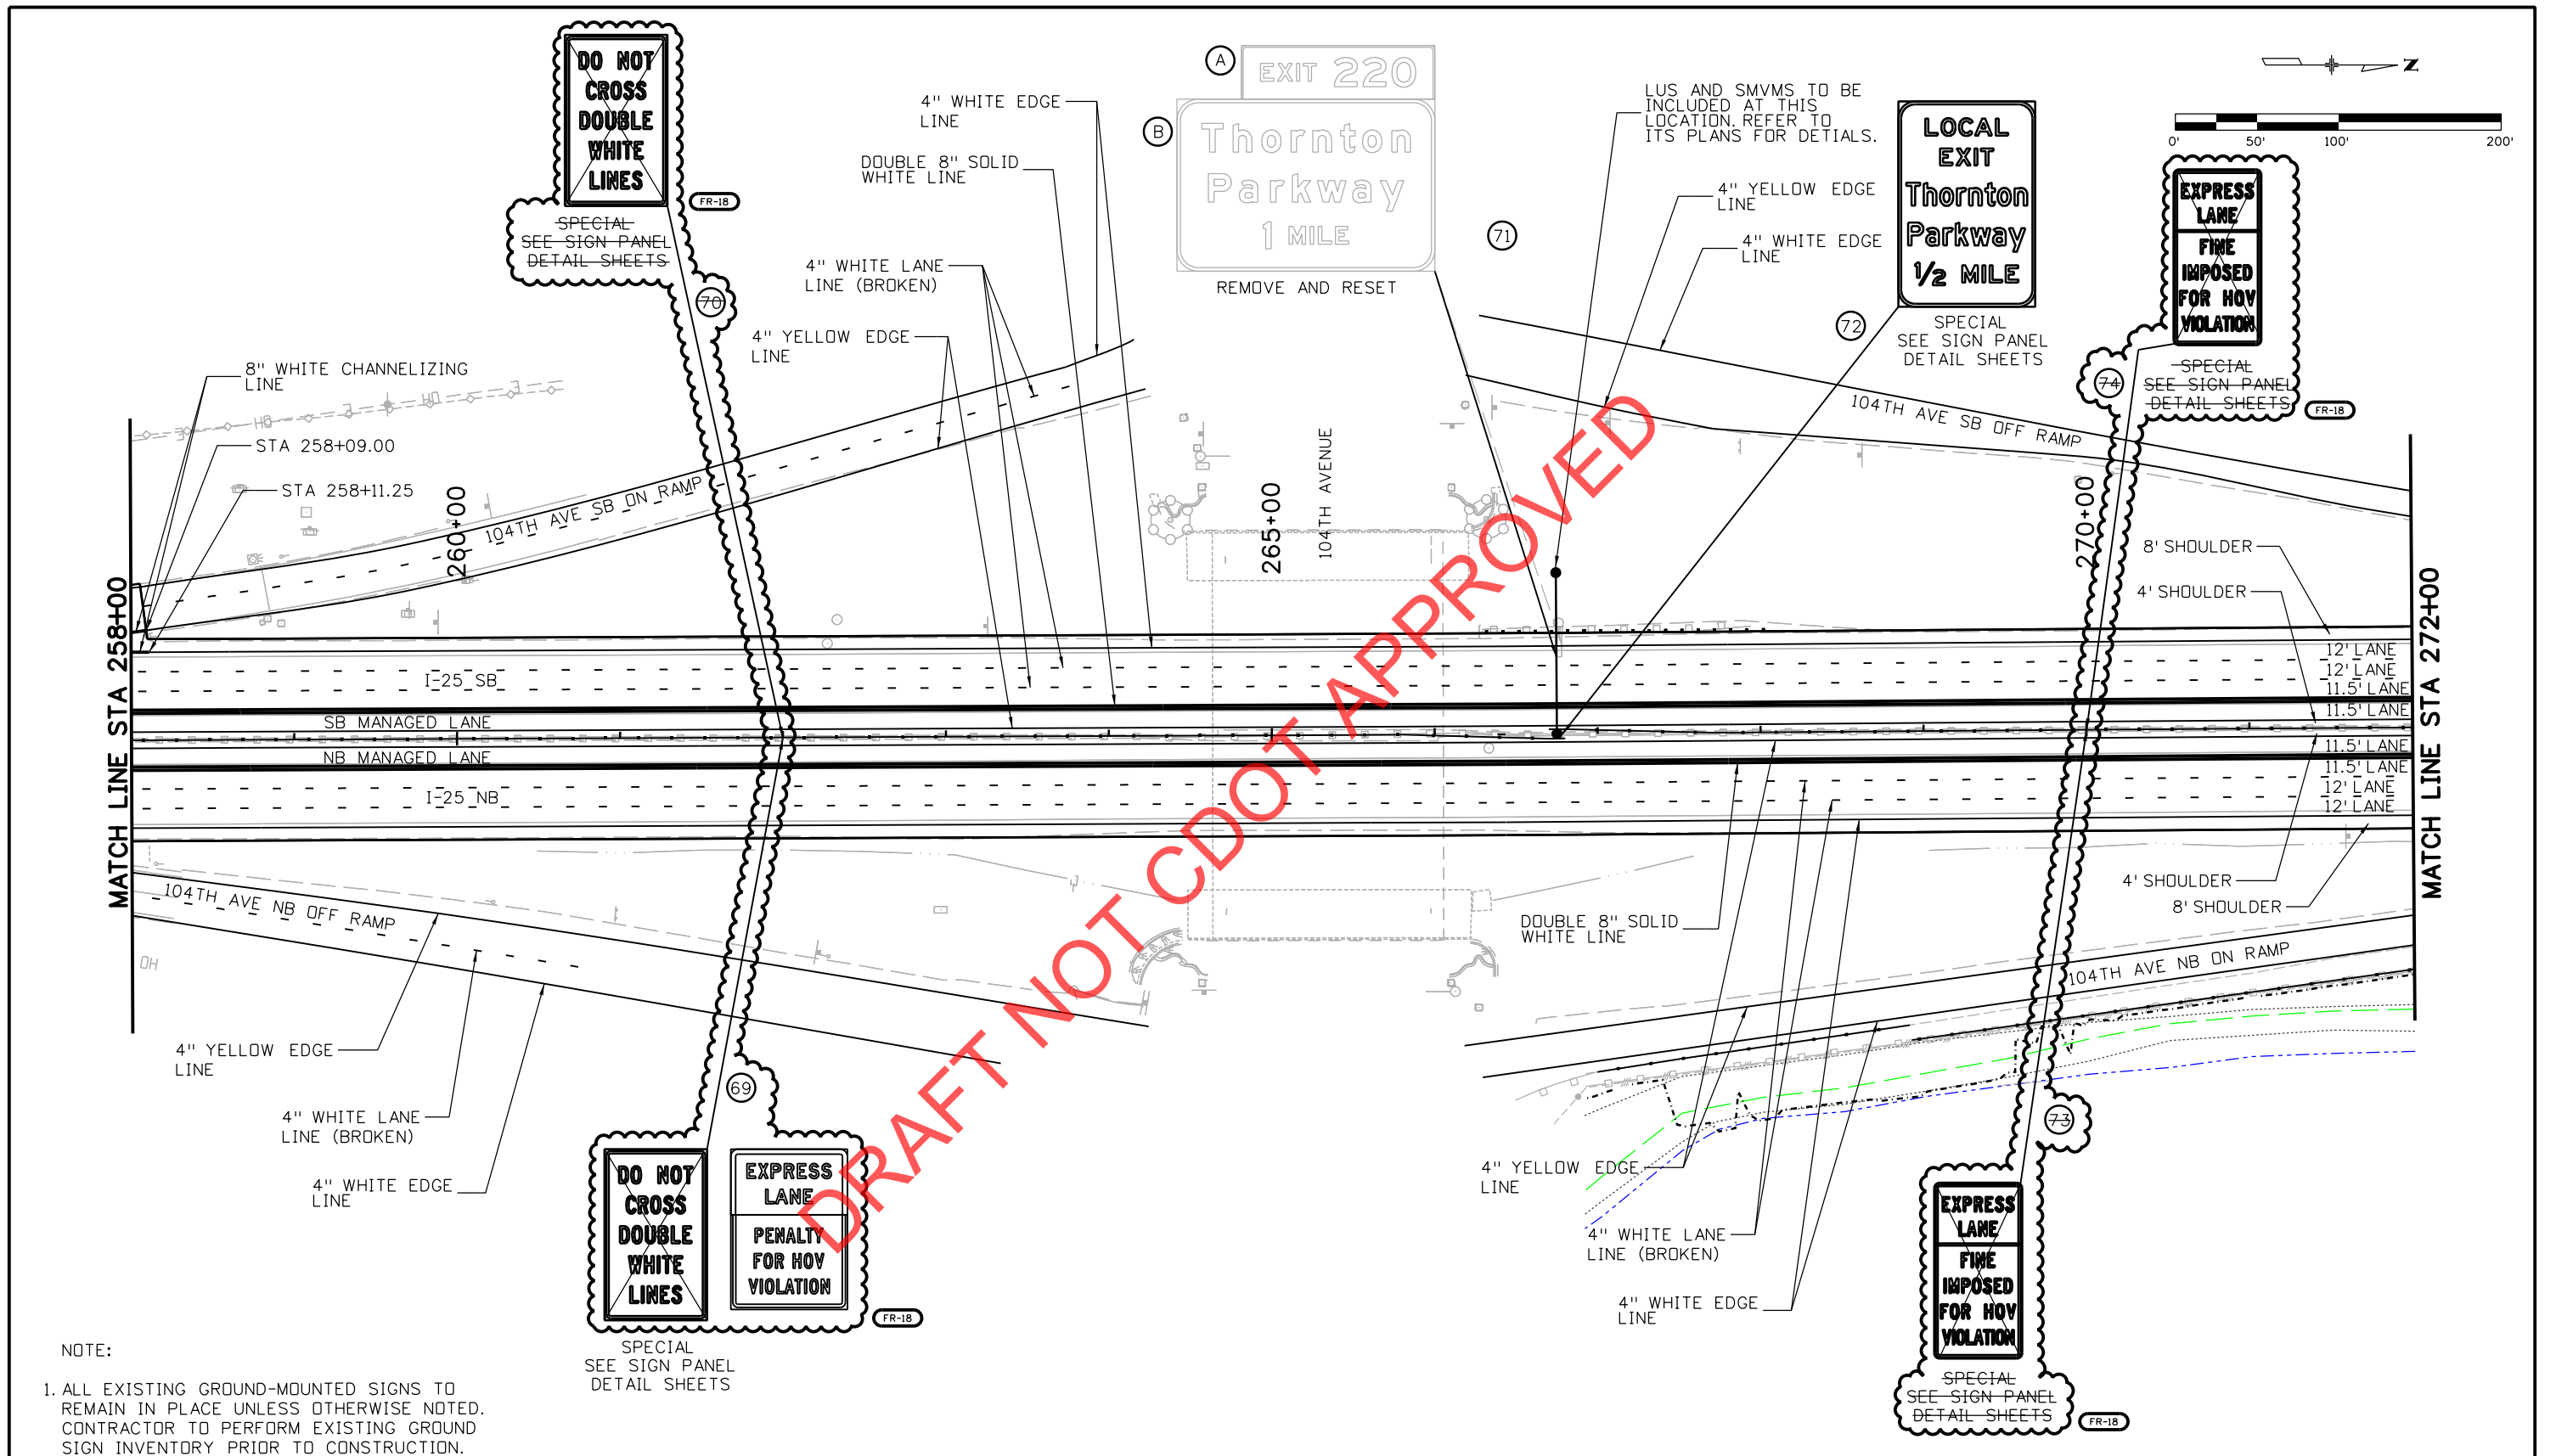 DO NOT
CROSS
DOUBLE
WHITE
LINES
FR-18
SPECIAL
SEE SIGN PANEL
DETAIL SHEETS
70
4" WHITE EDGE
LINE
DOUBLE 8" SOLID
WHITE LINE
4" WHITE LANE
LINE (BROKEN)
4" YELLOW EDGE
LINE
A
EXIT 220
B
Thornton
Parkway
1 MILE
REMOVE AND RESET
71
LUS AND SMVMS TO BE
INCLUDED AT THIS
LOCATION. REFER TO
ITS PLANS FOR DETIALS.
4" YELLOW EDGE
LINE
4" WHITE EDGE
LINE
LOCAL
EXIT
Thornton
Parkway
1/2 MILE
72
SPECIAL
SEE SIGN PANEL
DETAIL SHEETS
N
0' 50' 100' 200'
EXPRESS
LANE
FINE
IMPOSED
FOR HOV
VIOLATION
74
SPECIAL
SEE SIGN PANEL
DETAIL SHEETS
FR-18
8" WHITE CHANNELIZING
LINE
OH
STA 258+09.00
STA 258+11.25
MATCH LINE STA 258+00
260+00
104TH AVE SB ON RAMP
265+00
104TH AVENUE
104TH AVE SB OFF RAMP
270+00
8' SHOULDER
4' SHOULDER
12' LANE
12' LANE
11.5' LANE
11.5' LANE
11.5' LANE
11.5' LANE
12' LANE
12' LANE
MATCH LINE STA 272+00
I-25 SB
SB MANAGED LANE
NB MANAGED LANE
I-25 NB
4' SHOULDER
8' SHOULDER
104TH AVE NB OFF RAMP
OH
DOUBLE 8" SOLID
WHITE LINE
104TH AVE NB ON RAMP
4" YELLOW EDGE
LINE
4" WHITE LANE
LINE (BROKEN)
4" WHITE EDGE
LINE
69
DO NOT
CROSS
DOUBLE
WHITE
LINES
EXPRESS
LANE
PENALTY
FOR HOV
VIOLATION
FR-18
SPECIAL
SEE SIGN PANEL
DETAIL SHEETS
DRAFT NOT CDOT APPROVED
4" YELLOW EDGE
LINE
4" WHITE LANE
LINE (BROKEN)
4" WHITE EDGE
LINE
73
EXPRESS
LANE
FINE
IMPOSED
FOR HOV
VIOLATION
SPECIAL
SEE SIGN PANEL
DETAIL SHEETS
FR-18
NOTE:
1. ALL EXISTING GROUND-MOUNTED SIGNS TO
REMAIN IN PLACE UNLESS OTHERWISE NOTED.
CONTRACTOR TO PERFORM EXISTING GROUND
SIGN INVENTORY PRIOR TO CONSTRUCTION.